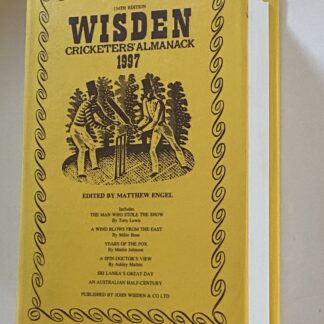 134TH EDITION
WISDEN
CRICKETERS' ALMANACK
1997
EDITED BY MATTHEW ENGEL
Includes
THE MAN WHO STOLE THE SHOW
By Tony Lewis
A WIND BLOWS FROM THE EAST
By Mihir Bose
YEARS OF THE FOX
By Martin Johnson
A SPIN DOCTOR'S VIEW
By Ashley Mallett
SRI LANKA'S GREAT DAY
AN AUSTRALIAN HALF-CENTURY
PUBLISHED BY JOHN WISDEN & CO LTD